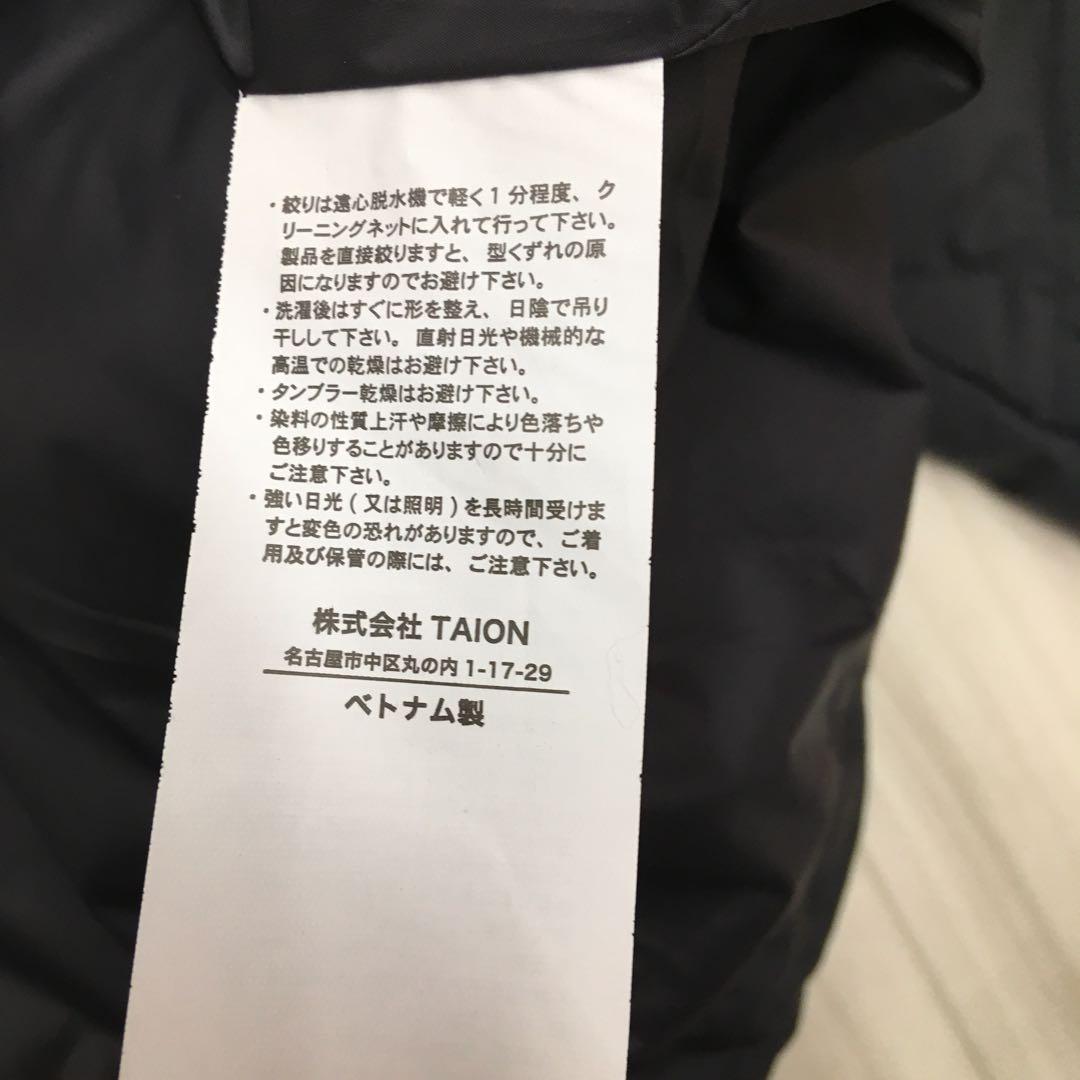 ・絞りは遠心脱水機で軽く1分程度、ク
リーニングネットに入れて行って下さい。
製品を直接絞りますと、型くずれの原
因になりますのでお避け下さい。
・洗濯後はすぐに形を整え、日陰で吊り
干しして下さい。直射日光や機械的な
高温での乾燥はお避け下さい。
・タンブラー乾燥はお避け下さい。
・染料の性質上汗や摩擦により色落ちや
色移りすることがありますので十分に
ご注意下さい。
・強い日光(又は照明)を長時間受けま
すと変色の恐れがありますので、ご着
用及び保管の際には、ご注意下さい。
株式会社 TAION
名古屋市中区丸の内 1-17-29
ベトナム製